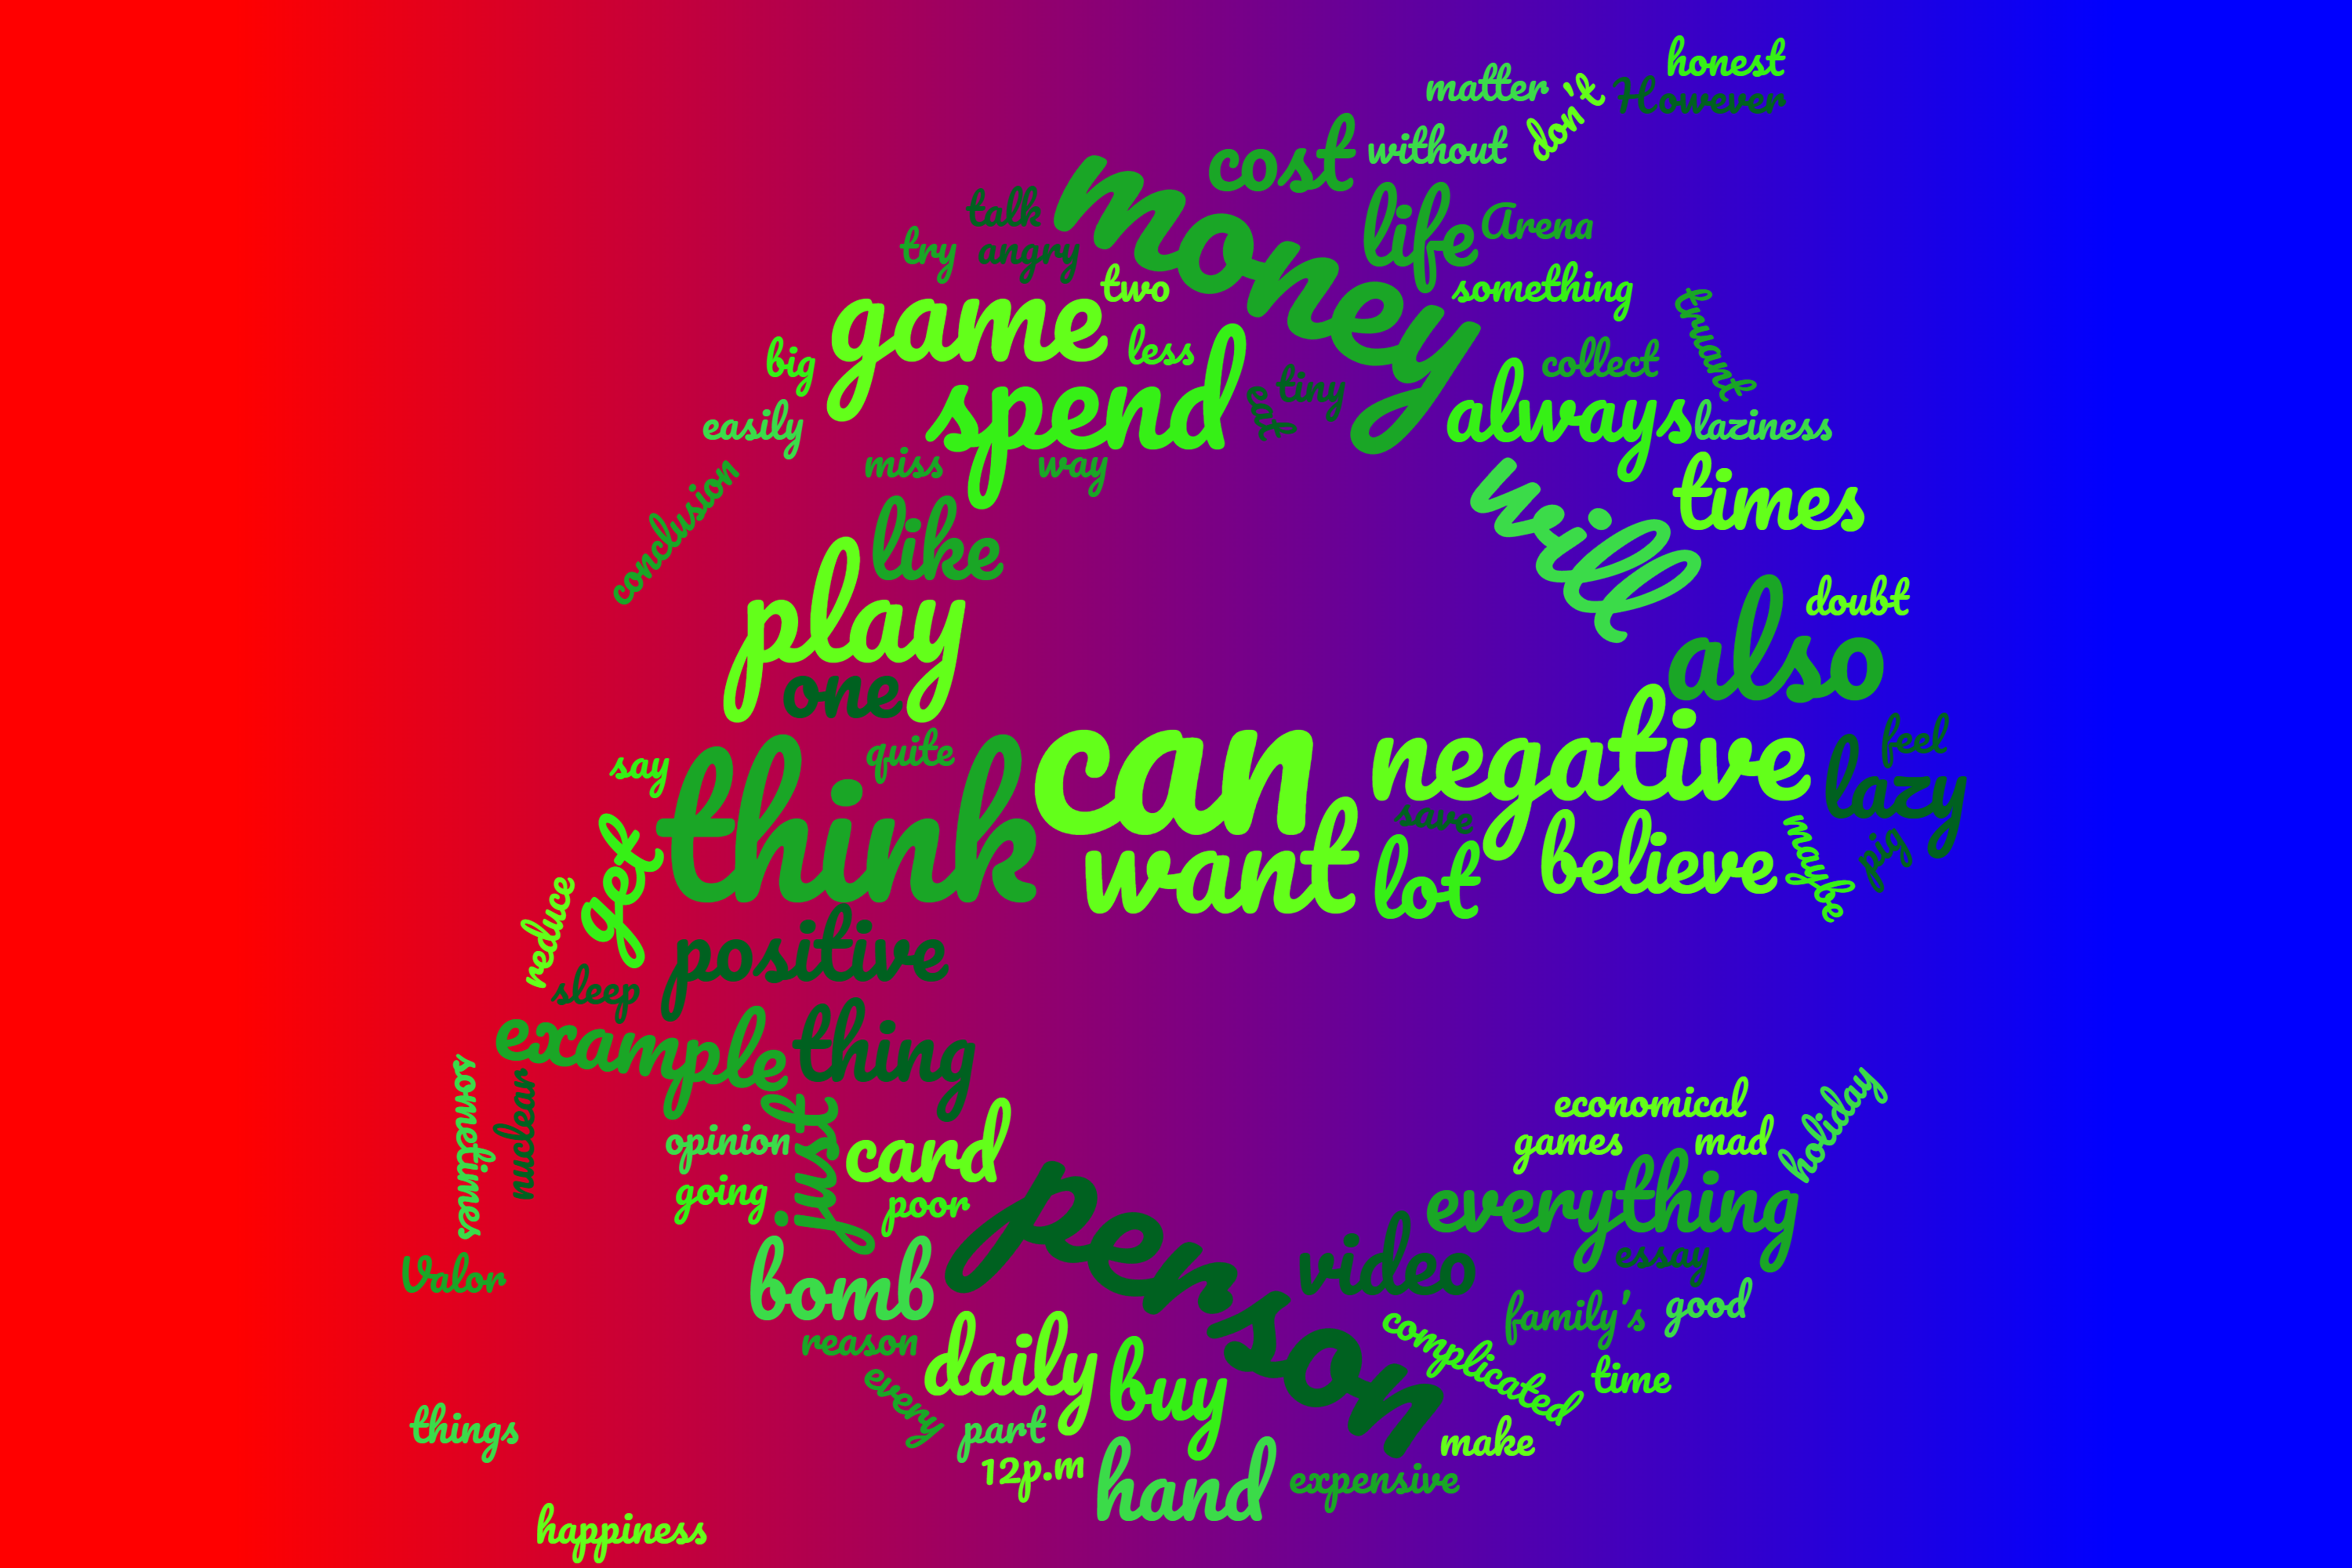 honest
matter
don't
However
cost
without
money
talk
life
Arena
try
angry
two
something
game
truant
big
less
collect
spend
tiny
eat
always
easily
laziness
miss
way
conclusion
will
times
like
play
doubt
also
one
can
negative
feel
quite
say
think
lazy
save
get
want
lot
believe
maybe
pig
reduce
positive
sleep
example
thing
sometimes
nuclear
economical
holiday
opinion
just
card
games
mad
going
poor
person
everything
video
essay
Valor
bomb
family's
good
reason
daily
buy
complicated
time
every
things
part
make
12p.m
hand
expensive
happiness